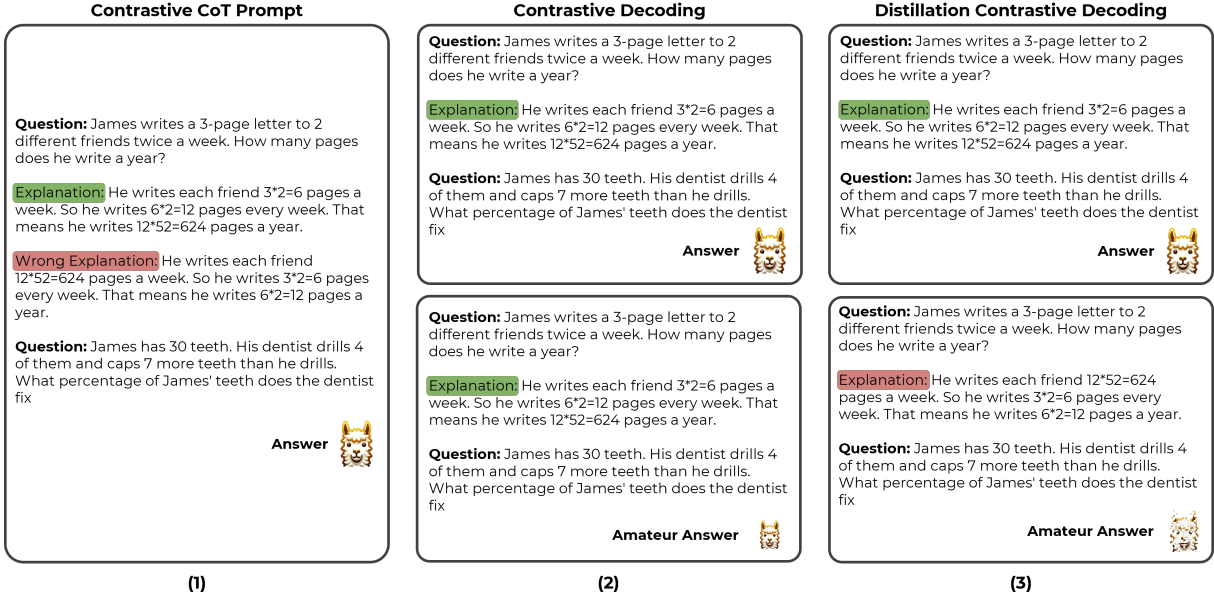 Contrastive CoT Prompt
Question: James writes a 3-page letter to 2
different friends twice a week. How many pages
does he write a year?
Explanation: He writes each friend 3*2=6 pages a
week. So he writes 6*2=12 pages every week. That
means he writes 12*52=624 pages a year.
Wrong Explanation: He writes each friend
12*52=624 pages a week. So he writes 3*2=6 pages
every week. That means he writes 6*2=12 pages a
year.
Question: James has 30 teeth. His dentist drills 4
of them and caps 7 more teeth than he drills.
What percentage of James' teeth does the dentist
fix
Answer
(1)
Contrastive Decoding
Question: James writes a 3-page letter to 2
different friends twice a week. How many pages
does he write a year?
Explanation: He writes each friend 3*2=6 pages a
week. So he writes 6*2=12 pages every week. That
means he writes 12*52=624 pages a year.
Question: James has 30 teeth. His dentist drills 4
of them and caps 7 more teeth than he drills.
What percentage of James' teeth does the dentist
fix
Answer
Question: James writes a 3-page letter to 2
different friends twice a week. How many pages
does he write a year?
Explanation: He writes each friend 3*2=6 pages a
week. So he writes 6*2=12 pages every week. That
means he writes 12*52=624 pages a year.
Question: James has 30 teeth. His dentist drills 4
of them and caps 7 more teeth than he drills.
What percentage of James' teeth does the dentist
fix
Amateur Answer
(2)
Distillation Contrastive Decoding
Question: James writes a 3-page letter to 2
different friends twice a week. How many pages
does he write a year?
Explanation: He writes each friend 3*2=6 pages a
week. So he writes 6*2=12 pages every week. That
means he writes 12*52=624 pages a year.
Question: James has 30 teeth. His dentist drills 4
of them and caps 7 more teeth than he drills.
What percentage of James' teeth does the dentist
fix
Answer
Question: James writes a 3-page letter to 2
different friends twice a week. How many pages
does he write a year?
Explanation: He writes each friend 12*52=624
pages a week. So he writes 3*2=6 pages every
week. That means he writes 6*2=12 pages a year.
Question: James has 30 teeth. His dentist drills 4
of them and caps 7 more teeth than he drills.
What percentage of James' teeth does the dentist
fix
Amateur Answer
(3)